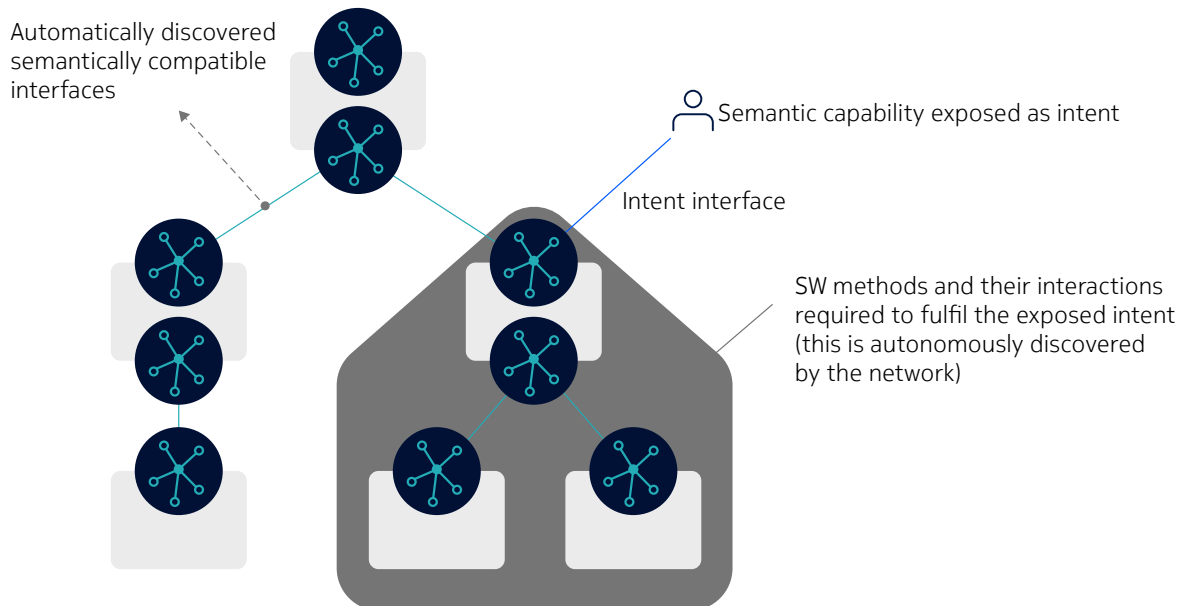 Automatically discovered
semantically compatible
interfaces
Semantic capability exposed as intent
Intent interface
SW methods and their interactions
required to fulfil the exposed intent
(this is autonomously discovered
by the network)